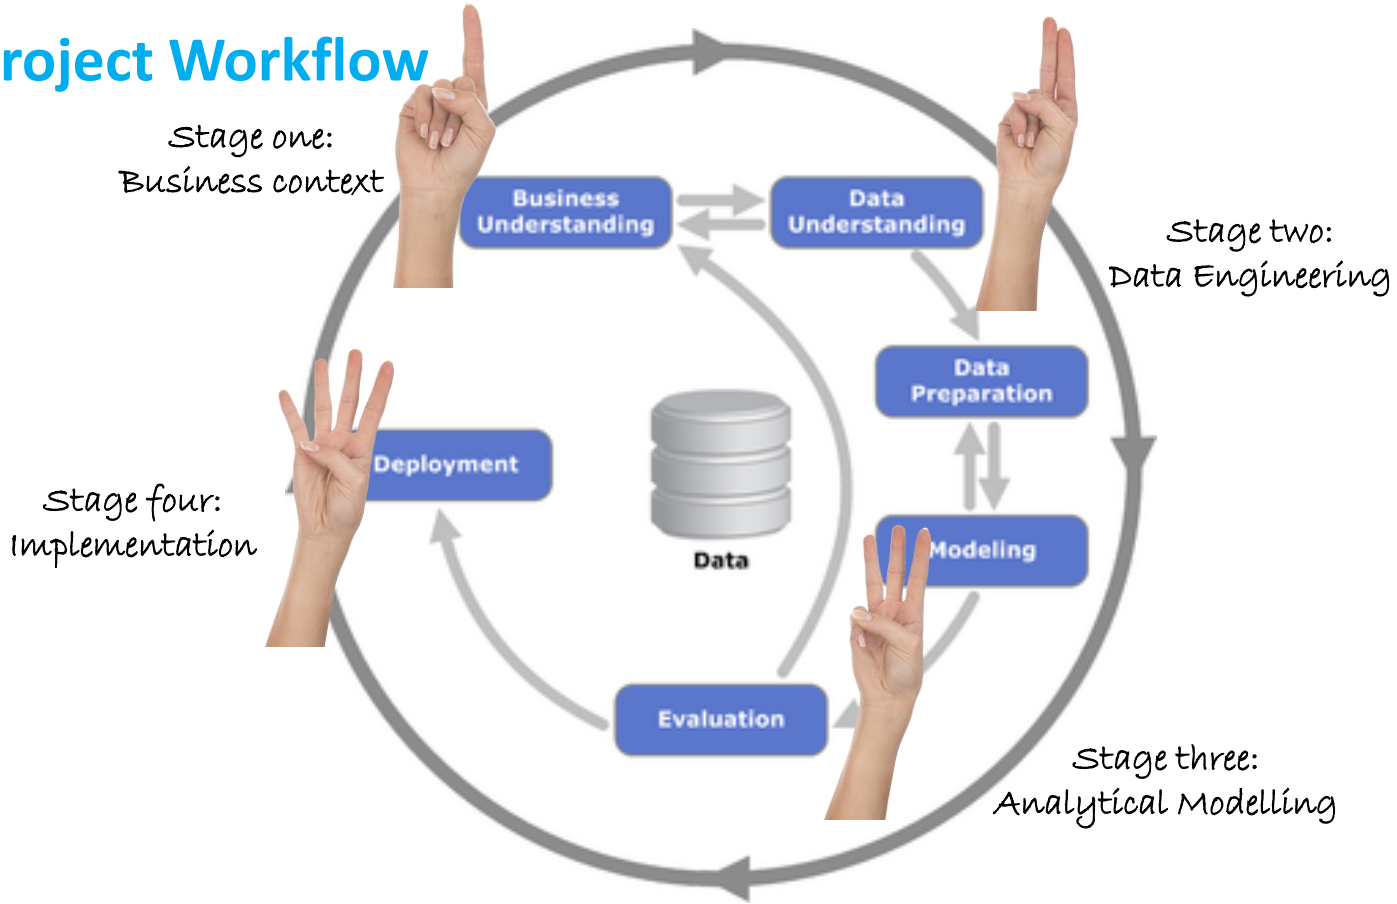 roject Workflow
Stage one:
Business context
Business
Understanding
Data
Understanding
Stage two:
Data Engineering
Data
Preparation
Deployment
Stage four:
Implementation
Data
Modeling
Evaluation
Stage three:
Analytical Modelling